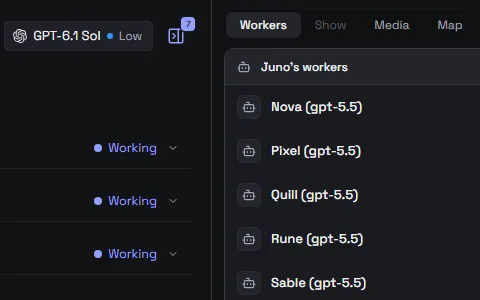 GPT-6.1 Sol Low
7
Working
Working
Working
Workers Show Media Map
Juno's workers
Nova (gpt-5.5)
Pixel (gpt-5.5)
Quill (gpt-5.5)
Rune (gpt-5.5)
Sable (gpt-5.5)